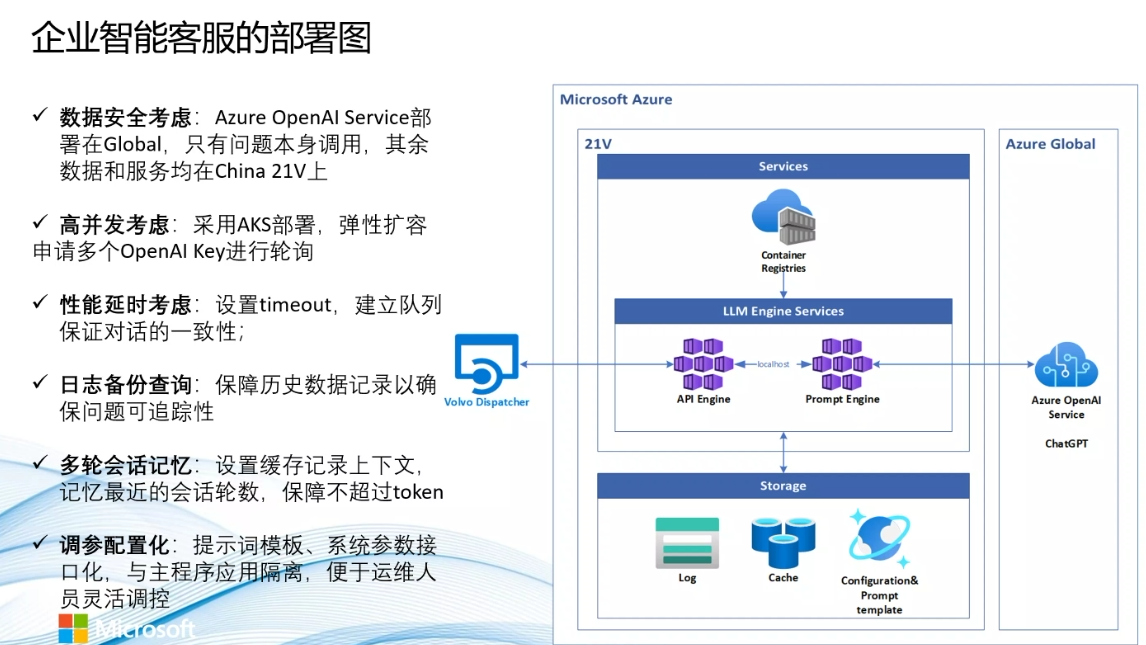 企业智能客服的部署图
✓ 数据安全考虑：Azure OpenAI Service部
署在Global，只有问题本身调用，其余
数据和服务均在China 21V上
✓ 高并发考虑：采用AKS部署，弹性扩容
申请多个OpenAI Key进行轮询
✓ 性能延时考虑：设置timeout，建立队列
保证对话的一致性；
✓ 日志备份查询：保障历史数据记录以确
保问题可追踪性
✓ 多轮会话记忆：设置缓存记录上下文，
记忆最近的会话轮数，保障不超过token
✓ 调参配置化：提示词模板、系统参数接
口化，与主程序应用隔离，便于运维人
员灵活调控
Microsoft
Volvo Dispatcher
Microsoft Azure
21V
Services
Container
Registries
LLM Engine Services
API Engine
localhost
Prompt Engine
Storage
Log
Cache
Configuration&
Prompt
template
Azure Global
Azure OpenAI
Service
ChatGPT